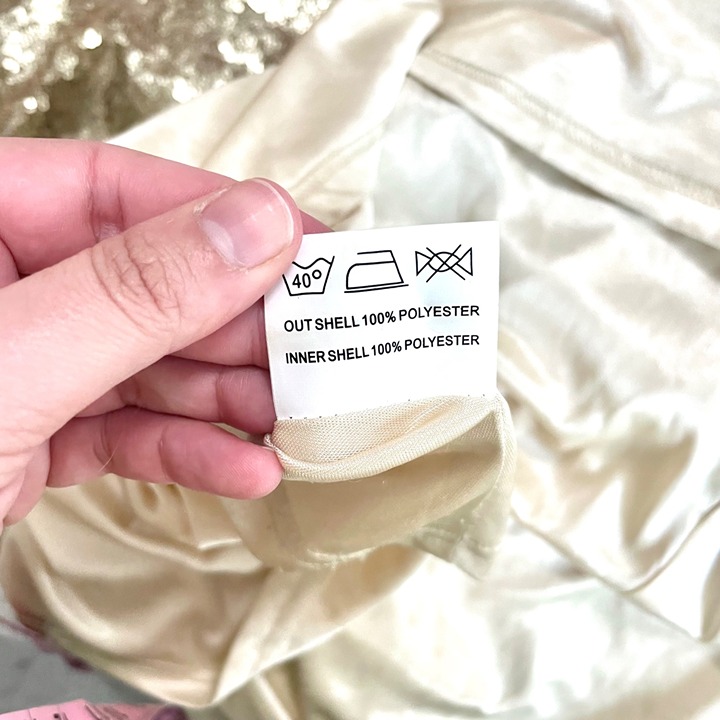 40°
OUT SHELL 100% POLYESTER
INNER SHELL 100% POLYESTER